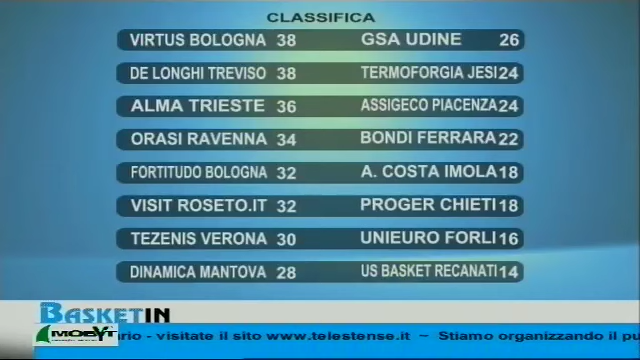 CLASSIFICA
VIRTUS BOLOGNA 38 GSA UDINE 26
DE LONGHI TREVISO 38 TERMOFORGIA JESI 24
ALMA TRIESTE 36 ASSIGECO PIACENZA 24
ORASI RAVENNA 34 BONDI FERRARA 22
FORTITUDO BOLOGNA 32 A. COSTA IMOLA 18
VISIT ROSETO.IT 32 PROGER CHIETI 18
TEZENIS VERONA 30 UNIEURO FORLI 16
DINAMICA MANTOVA 28 US BASKET RECANATI 14
BASKETIN
MOBYT rio - visitate il sito www.telestense.it ~ Stiamo organizzando il pu